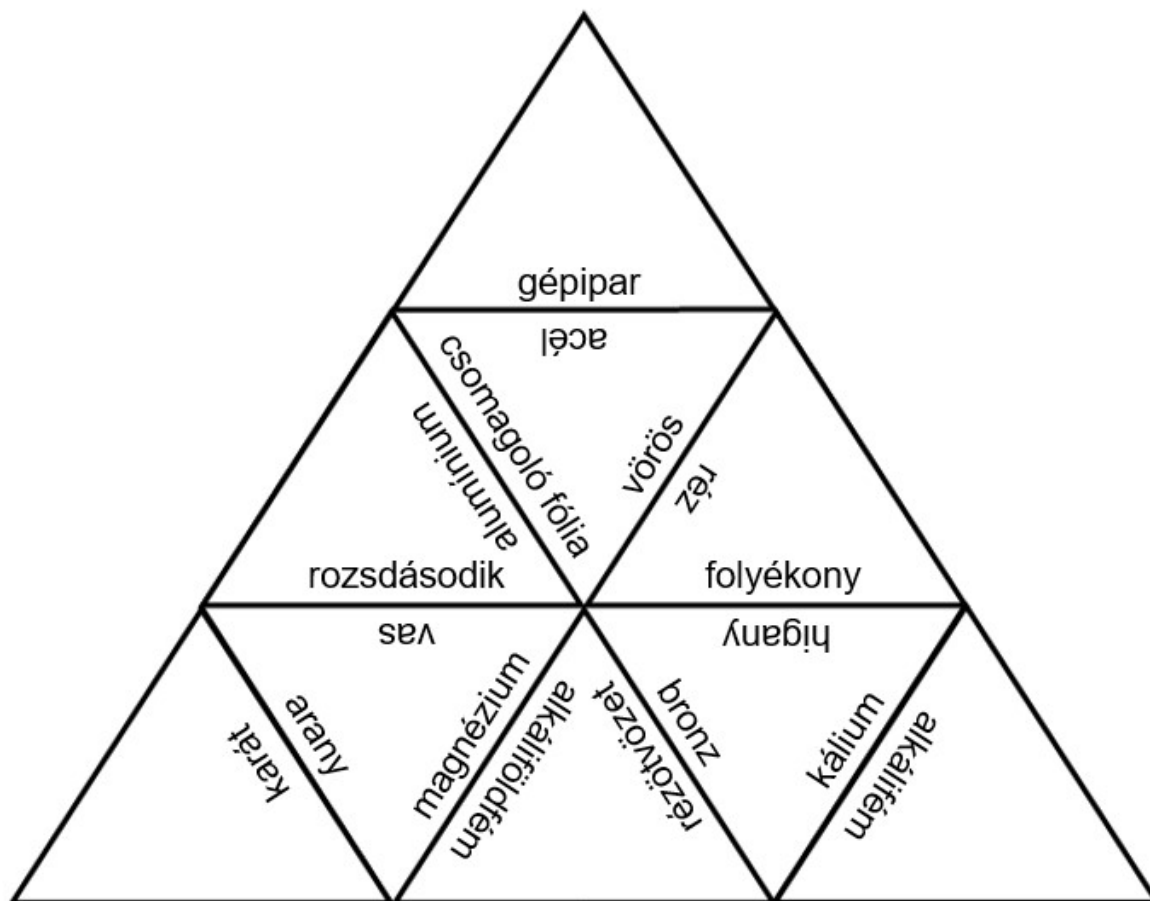 gépipar
acél
csomagoló fólia
alumínium
vörös
réz
rozsdásodik
folyékony
vas
higany
arany
karát
magnézium
alkáliföldfém
bronz
rézötvözet
kálium
alkálifém